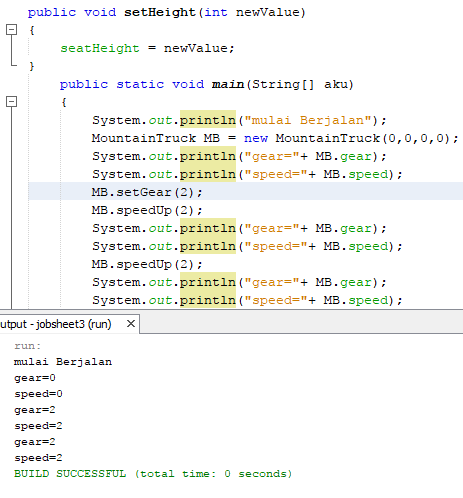 public void setHeight(int newValue)
{
seatHeight = newValue;
}
public static void main(String[] aku)
{
System.out.println("mulai Berjalan");
MountainTruck MB = new MountainTruck(0,0,0,0);
System.out.println("gear="+ MB.gear);
System.out.println("speed="+ MB.speed);
MB.setGear(2);
MB.speedUp(2);
System.out.println("gear="+ MB.gear);
System.out.println("speed="+ MB.speed);
MB.speedUp(2);
System.out.println("gear="+ MB.gear);
System.out.println("speed="+ MB.speed);
utput - jobsheet3 (run) X
run:
mulai Berjalan
gear=0
speed=0
gear=2
speed=2
gear=2
speed=2
BUILD SUCCESSFUL (total time: 0 seconds)